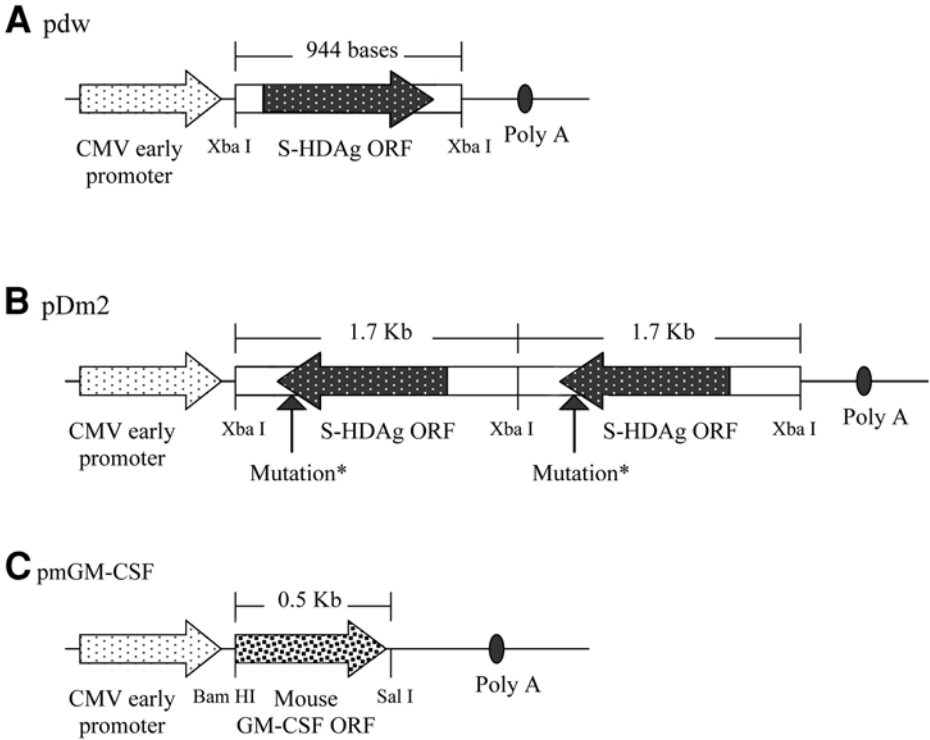 A pdw
944 bases
CMV early
promoter
Xba I
S-HDAg ORF
Xba I
Poly A
B pDm2
1.7 Kb
1.7 Kb
CMV early
promoter
Xba I
S-HDAg ORF
Xba I
S-HDAg ORF
Xba I
Poly A
Mutation*
Mutation*
C pmGM-CSF
0.5 Kb
CMV early
promoter
Bam HI
Mouse
GM-CSF ORF
Sal I
Poly A